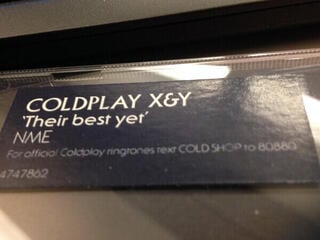 COLDPLAY X&Y
'Their best yet'
NME
For official Coldplay ringtones text COLD SHOP to 80880
4747862